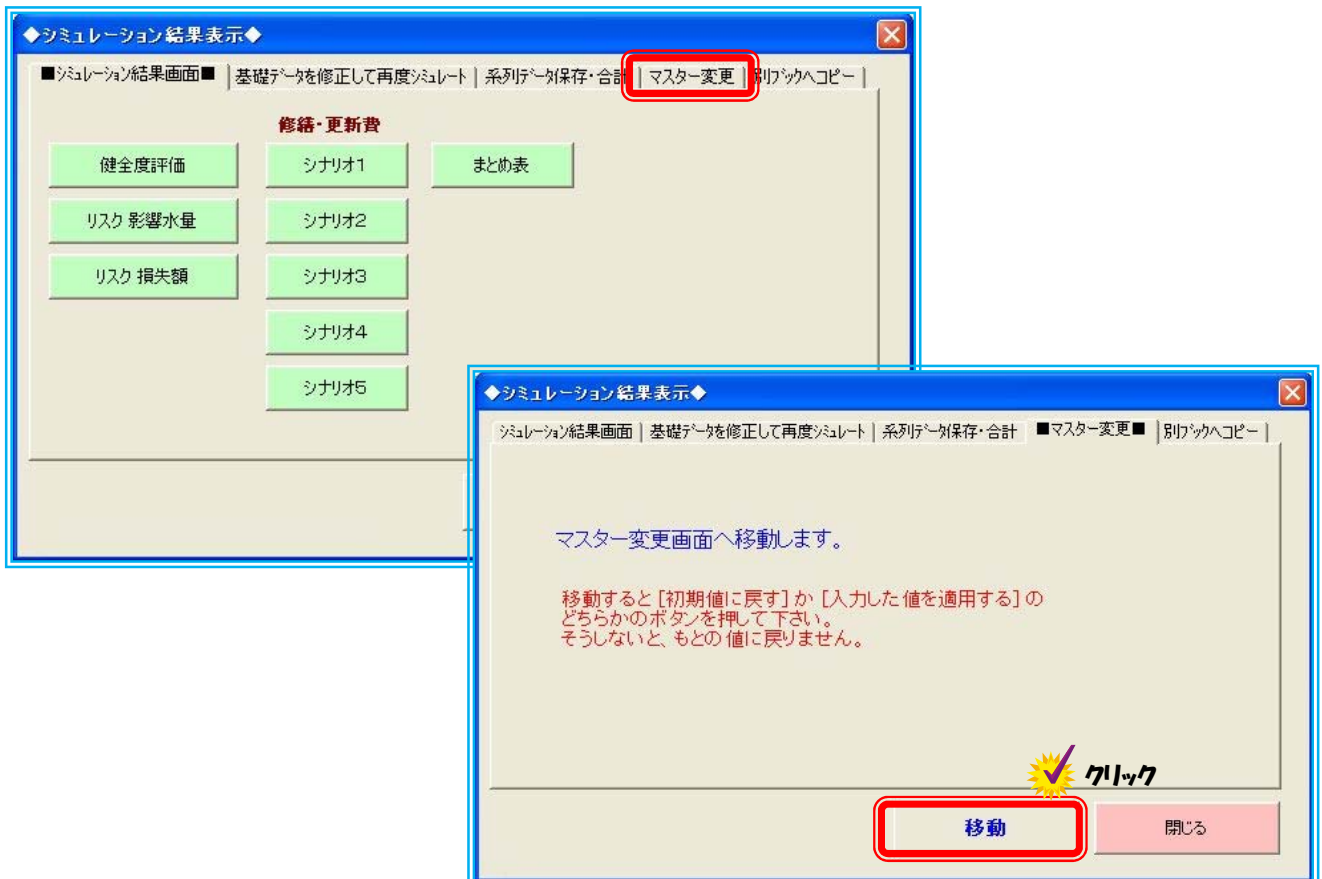 ◆シミュレーション結果表示◆
■シミュレーション結果画面■ 基礎データを修正して再度シミュレート 系列データ保存・合計 マスター変更 別ブックへコピー
修繕・更新費
健全度評価 シナリオ1 まとめ表
リスク 影響水量 シナリオ2
リスク 損失額 シナリオ3
シナリオ4
シナリオ5
◆シミュレーション結果表示◆
シミュレーション結果画面 基礎データを修正して再度シミュレート 系列データ保存・合計 ■マスター変更■ 別ブックへコピー
マスター変更画面へ移動します。
移動すると[初期値に戻す]か [入力した値を適用する]の
どちらかのボタンを押して下さい。
そうしないと、もとの値に戻りません。
クリック
移動 閉じる